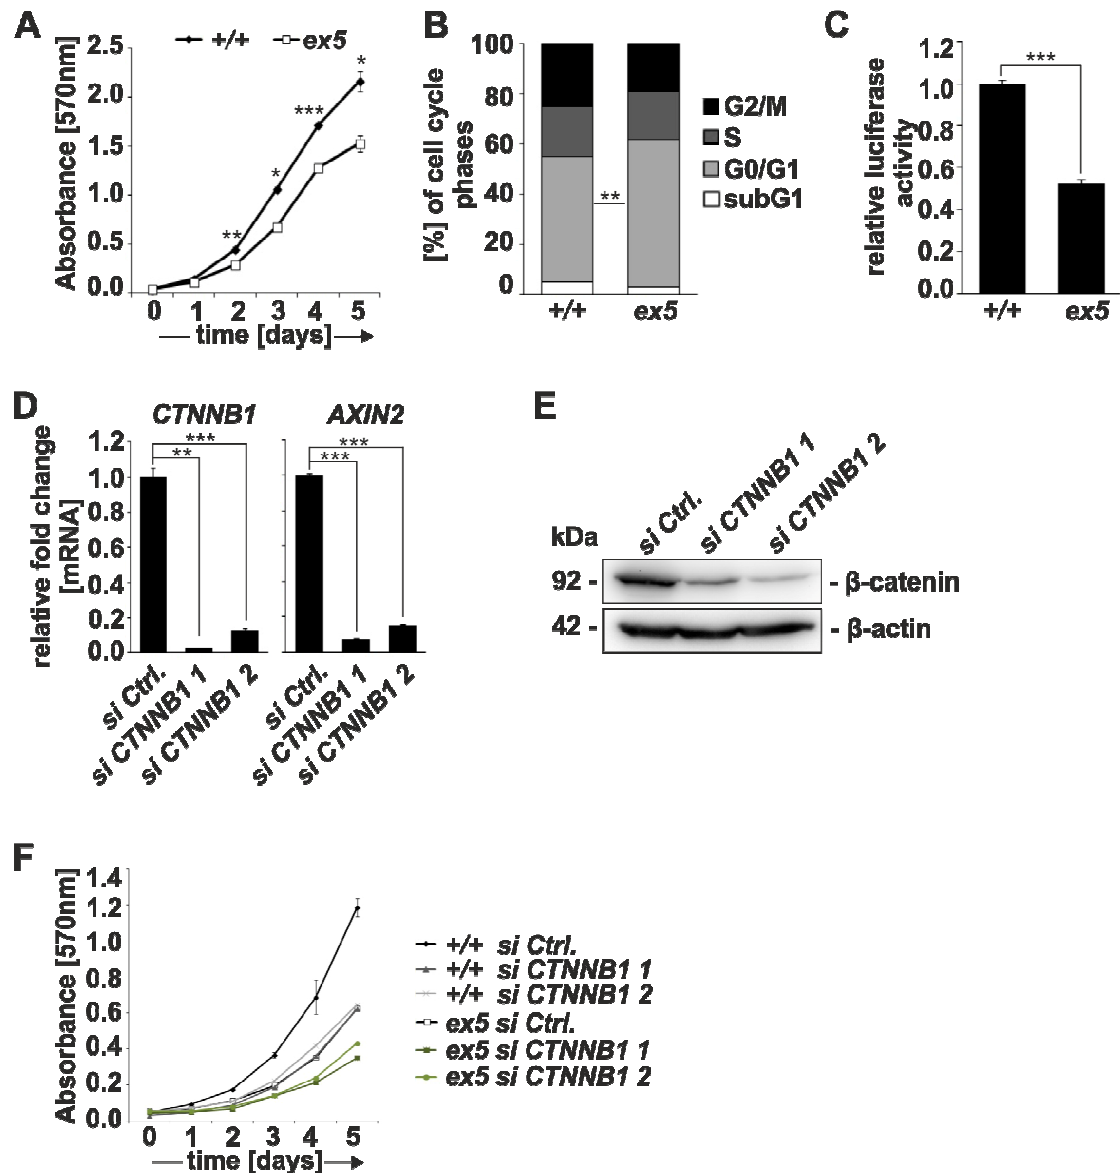 A
+/+ ex5
Absorbance [570nm]
2.5
2.0
1.5
1.0
0.5
0.0
*
***
*
**
0 1 2 3 4 5
time [days]
B
[%] of cell cycle
phases
100
80
60
40
20
0
**
+/+ ex5
G2/M
S
G0/G1
subG1
C
relative luciferase
activity
1.2
1.0
0.8
0.6
0.4
0.2
0.0
***
+/+ ex5
D
CTNNB1 AXIN2
relative fold change
[mRNA]
1.2
1.0
0.8
0.6
0.4
0.2
0.0
***
**
***
***
si Ctrl.
si CTNNB1 1
si CTNNB1 2
si Ctrl.
si CTNNB1 1
si CTNNB1 2
E
kDa
si Ctrl.
si CTNNB1 1
si CTNNB1 2
92 - - β-catenin
42 - - β-actin
F
Absorbance [570nm]
1.4
1.2
1.0
0.8
0.6
0.4
0.2
0.0
0 1 2 3 4 5
time [days]
+/+ si Ctrl.
+/+ si CTNNB1 1
+/+ si CTNNB1 2
ex5 si Ctrl.
ex5 si CTNNB1 1
ex5 si CTNNB1 2